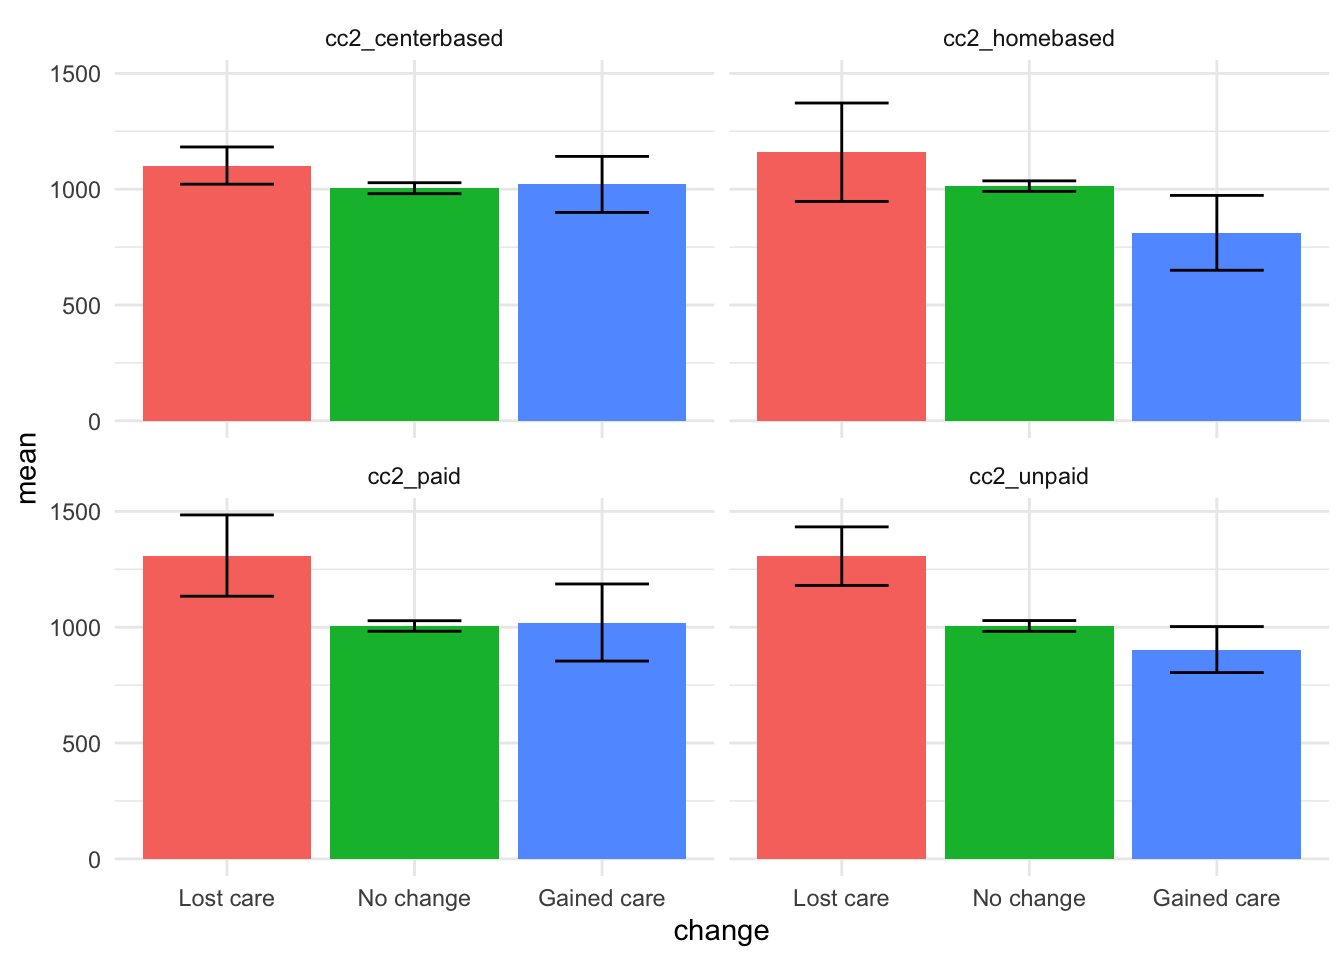 cc2_centerbased
cc2_homebased
1500
1000
500
0
mean
cc2_paid
cc2_unpaid
1500
1000
500
0
Lost care
No change
Gained care
Lost care
No change
Gained care
change